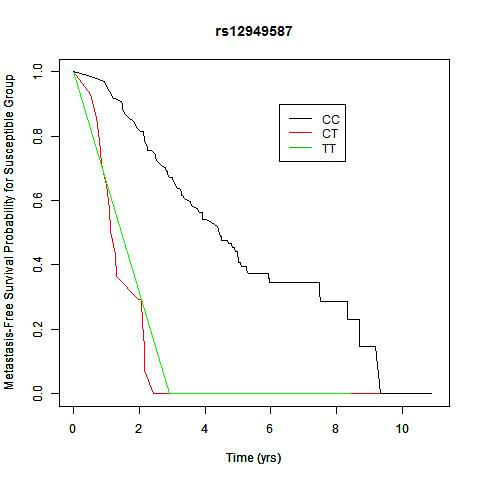 rs12949587
Metastasis-Free Survival Probability for Susceptible Group
1.0
0.8
0.6
0.4
0.2
0.0
CC
CT
TT
0 2 4 6 8 10
Time (yrs)